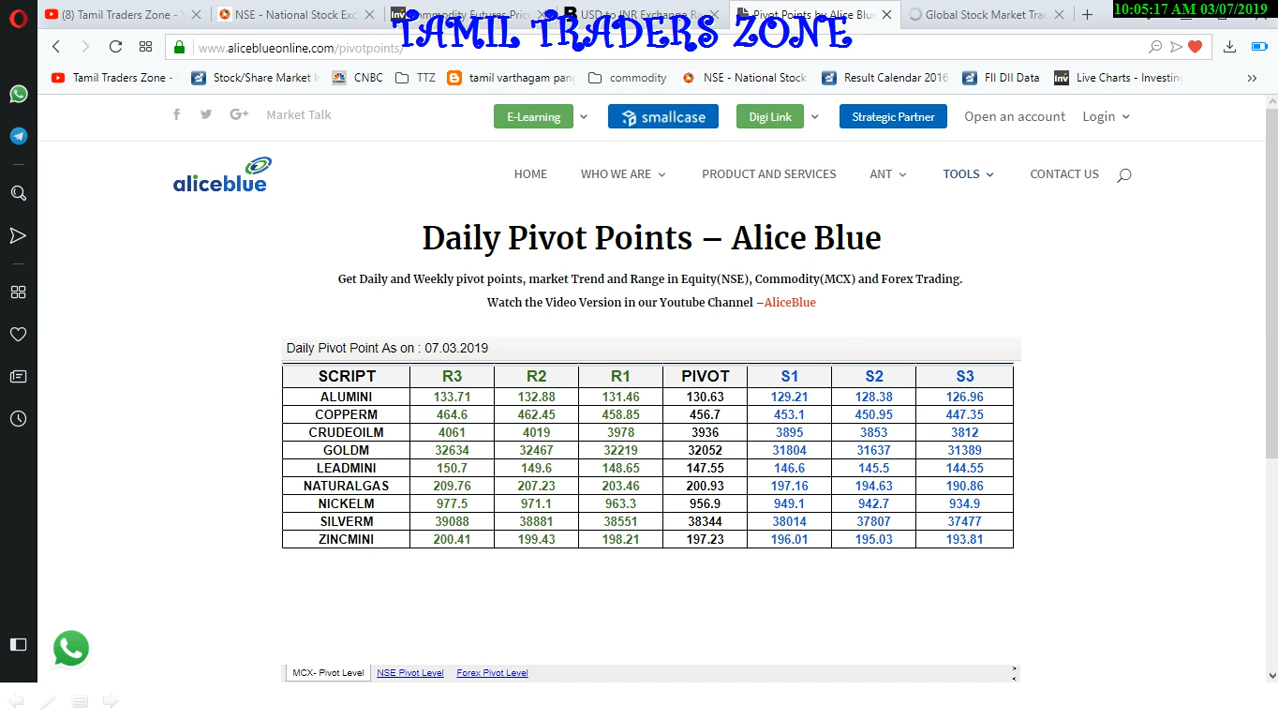 (8) Tamil Traders Zone -
NSE - National Stock Exc
Commodity Futures Price
USD to INR Exchange Ra
Pivot Points by Alice Blu
Global Stock Market Tra
10:05:17 AM 03/07/2019
TAMIL TRADERS ZONE
www.aliceblueonline.com/pivotpoints/
Tamil Traders Zone -
Stock/Share Market I
CNBC
TTZ
tamil varthagam pan
commodity
NSE - National Stock
Result Calendar 2016
FII DII Data
Inv
Live Charts - Investin
Market Talk
E-Learning
smallcase
Digi Link
Strategic Partner
Open an account
Login
aliceblue
HOME
WHO WE ARE
PRODUCT AND SERVICES
ANT
TOOLS
CONTACT US
Daily Pivot Points – Alice Blue
Get Daily and Weekly pivot points, market Trend and Range in Equity(NSE), Commodity(MCX) and Forex Trading.
Watch the Video Version in our Youtube Channel –AliceBlue
Daily Pivot Point As on : 07.03.2019
SCRIPT R3 R2 R1 PIVOT S1 S2 S3
ALUMINI 133.71 132.88 131.46 130.63 129.21 128.38 126.96
COPPERM 464.6 462.45 458.85 456.7 453.1 450.95 447.35
CRUDEOILM 4061 4019 3978 3936 3895 3853 3812
GOLDM 32634 32467 32219 32052 31804 31637 31389
LEADMINI 150.7 149.6 148.65 147.55 146.6 145.5 144.55
NATURALGAS 209.76 207.23 203.46 200.93 197.16 194.63 190.86
NICKELM 977.5 971.1 963.3 956.9 949.1 942.7 934.9
SILVERM 39088 38881 38551 38344 38014 37807 37477
ZINCMINI 200.41 199.43 198.21 197.23 196.01 195.03 193.81
MCX- Pivot Level
NSE Pivot Level
Forex Pivot Level